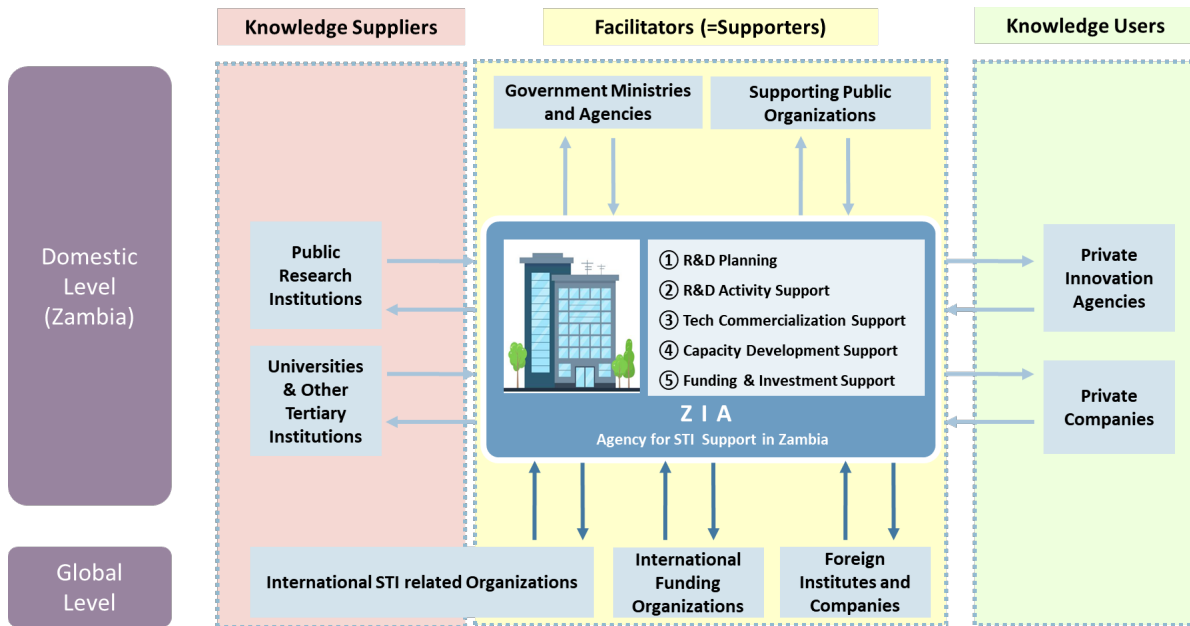 Knowledge Suppliers
Facilitators (=Supporters)
Knowledge Users
Domestic
Level
(Zambia)
Government Ministries
and Agencies
Supporting Public
Organizations
Public
Research
Institutions
Universities
& Other
Tertiary
Institutions
① R&D Planning
② R&D Activity Support
③ Tech Commercialization Support
④ Capacity Development Support
⑤ Funding & Investment Support
Z I A
Agency for STI Support in Zambia
Private
Innovation
Agencies
Private
Companies
Global
Level
International STI related Organizations
International
Funding
Organizations
Foreign
Institutes and
Companies